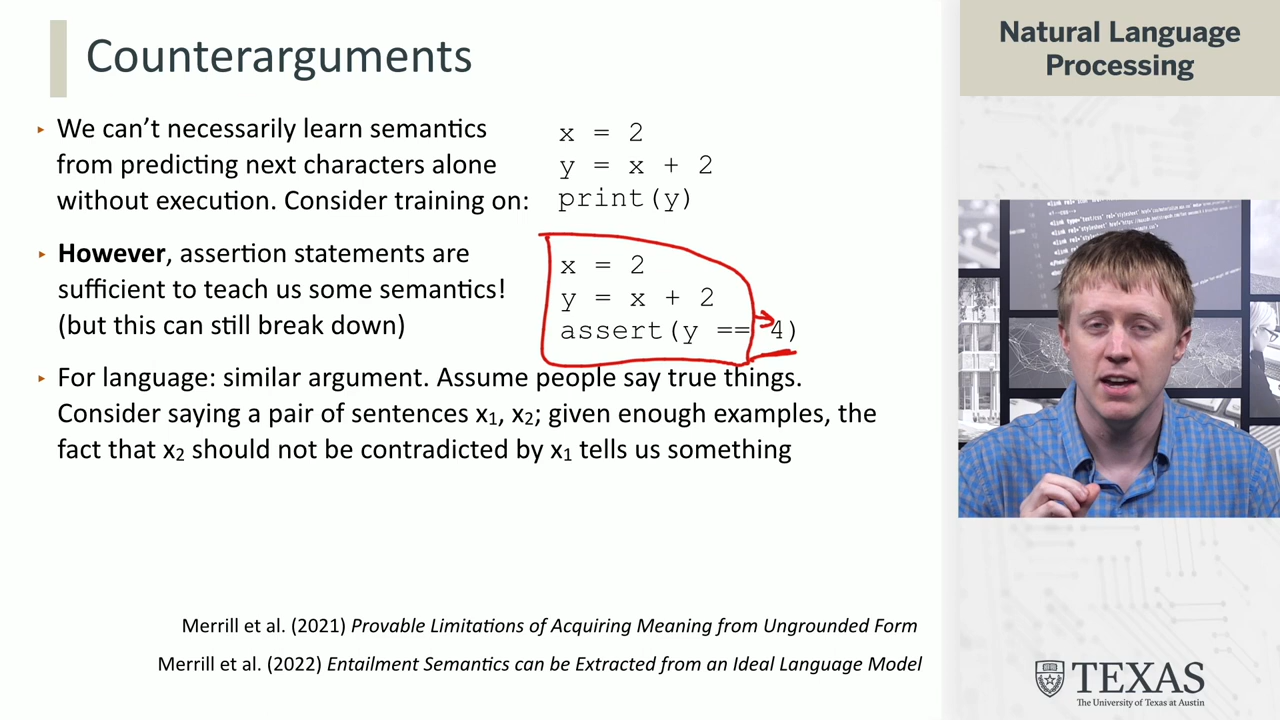 Counterarguments
Natural Language
Processing
▸ We can't necessarily learn semantics
from predicting next characters alone
without execution. Consider training on:
x = 2
y = x + 2
print(y)
▸ However, assertion statements are
sufficient to teach us some semantics!
(but this can still break down)
x = 2
y = x + 2
assert(y == 4)
▸ For language: similar argument. Assume people say true things.
Consider saying a pair of sentences x₁, x₂; given enough examples, the
fact that x₂ should not be contradicted by x₁ tells us something
Merrill et al. (2021) Provable Limitations of Acquiring Meaning from Ungrounded Form
Merrill et al. (2022) Entailment Semantics can be Extracted from an Ideal Language Model
TEXAS
The University of Texas at Austin